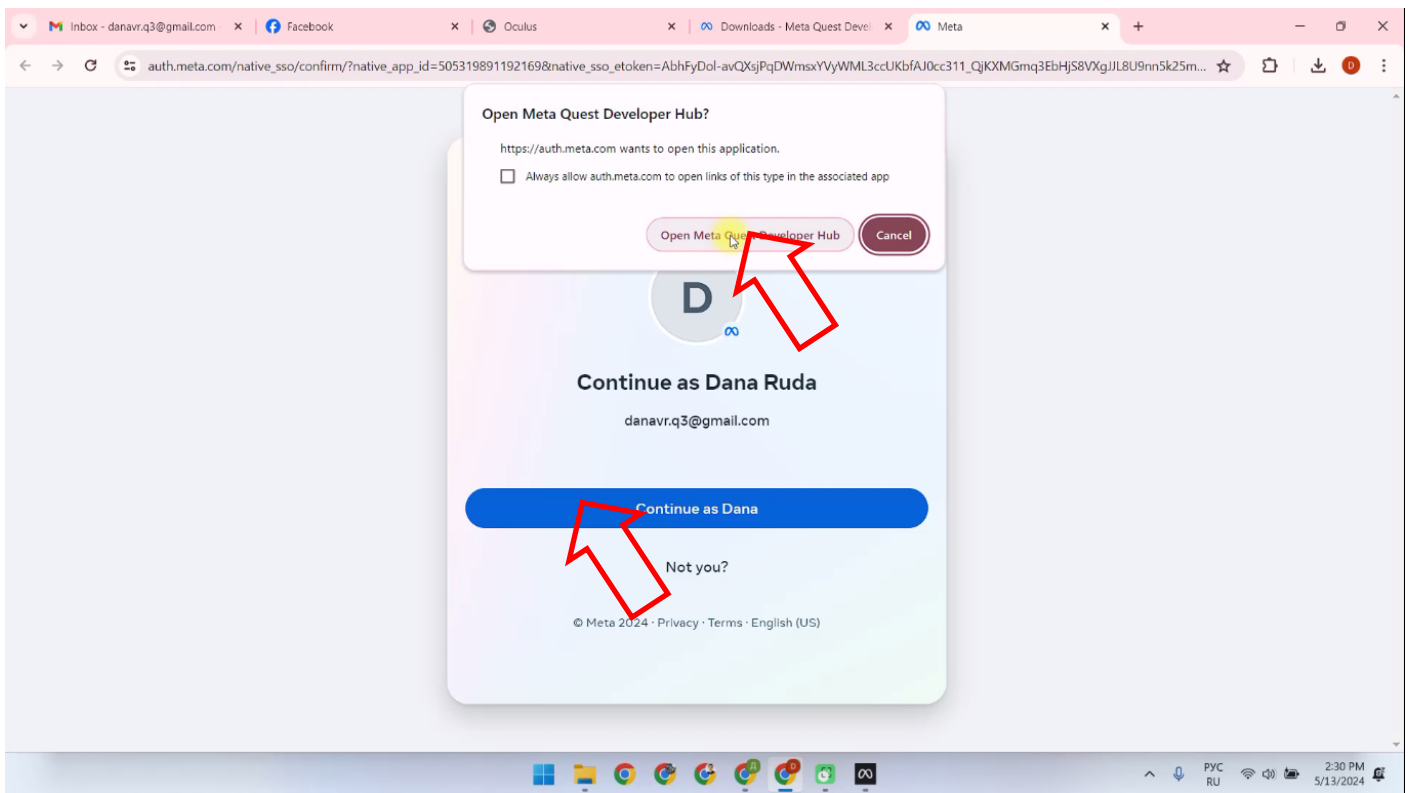 Inbox - danavr.q3@gmail.com
Facebook
Oculus
Downloads - Meta Quest Devel
Meta
auth.meta.com/native_sso/confirm/?native_app_id=505319891192169&native_sso_etoken=AbhFyDol-avQXsjPqDWmsxYVyWML3ccUKbfAJ0cc311_QjKXMGmq3EbHjS8VXgJJL8U9nn5k25m...
D
Open Meta Quest Developer Hub?
https://auth.meta.com wants to open this application.
Always allow auth.meta.com to open links of this type in the associated app
Open Meta Quest Developer Hub
Cancel
D
Continue as Dana Ruda
danavr.q3@gmail.com
Continue as Dana
Not you?
© Meta 2024 · Privacy · Terms · English (US)
РУС
RU
2:30 PM
5/13/2024